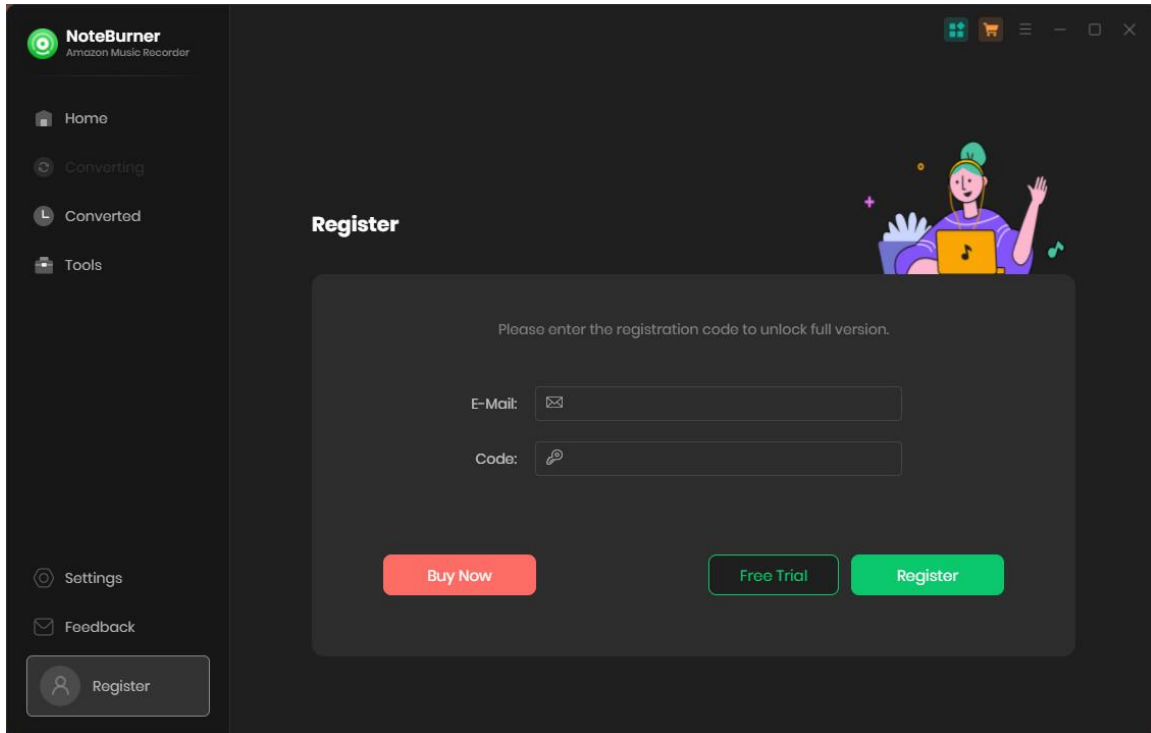 NoteBurner
Amazon Music Recorder
Home
Converting
Converted
Tools
Settings
Feedback
Register
Register
Please enter the registration code to unlock full version.
E-Mail:
Code:
Buy Now
Free Trial
Register